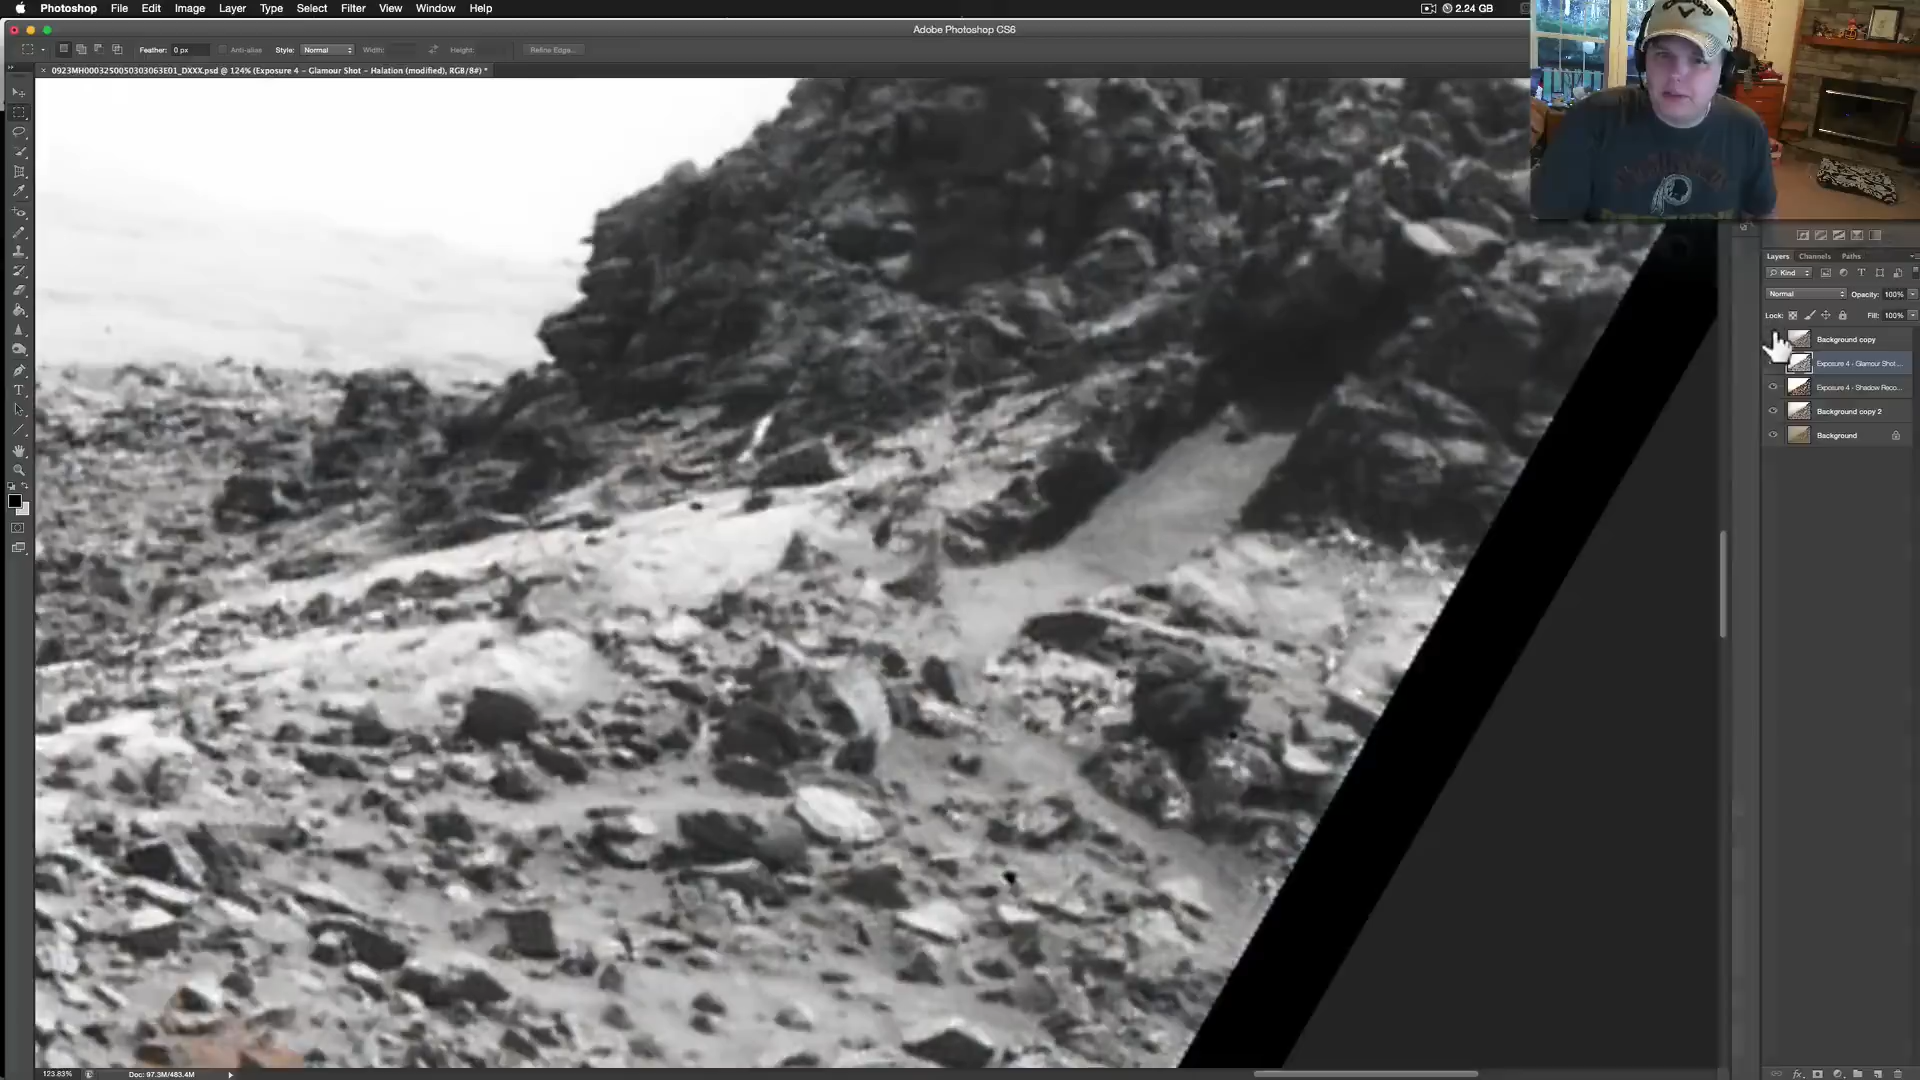 Photoshop File Edit Image Layer Type Select Filter View Window Help 2.24 GB
Adobe Photoshop CS6
Feather: 0 px Anti-alias Style: Normal Width: Height: Refine Edge...
× 0923MH0003250050303063E01_DXXX.psd @ 124% (Exposure 4 - Glamour Shot - Halation (modified), RGB/8#) *
Layers Channels Paths
Kind
Normal Opacity: 100%
Lock: Fill: 100%
Background copy
Exposure 4 - Glamour Shot...
Exposure 4 - Shadow Reco...
Background copy 2
Background
123.83% Doc: 97.3M/483.4M